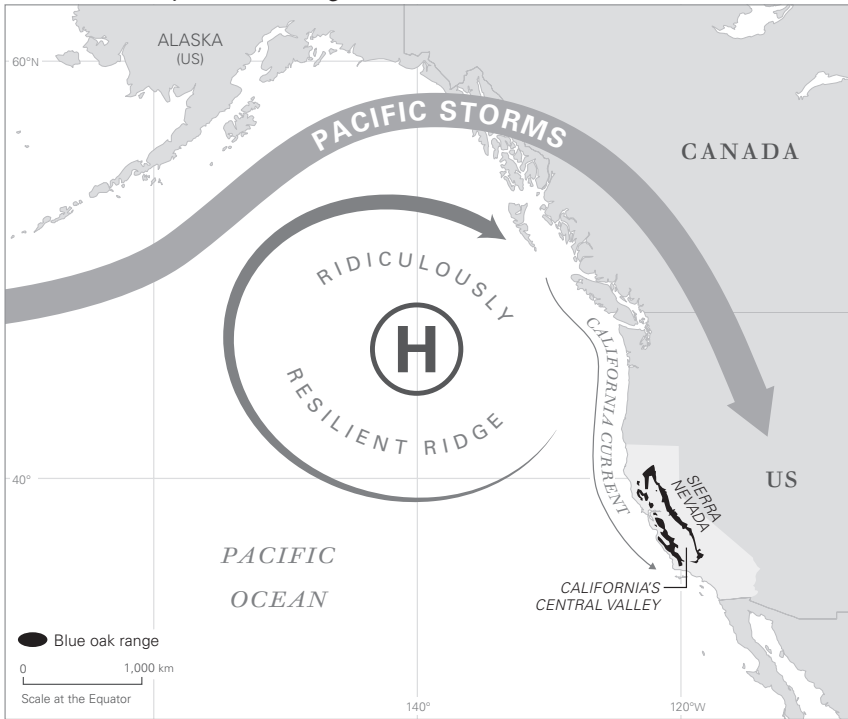 ALASKA
(US)
60°N
PACIFIC STORMS
CANADA
RIDICULOUSLY
H
RESILIENT RIDGE
CALIFORNIA CURRENT
40°
SIERRA
NEVADA
US
PACIFIC
OCEAN
CALIFORNIA'S
CENTRAL VALLEY
Blue oak range
0 1,000 km
Scale at the Equator
140°
120°W